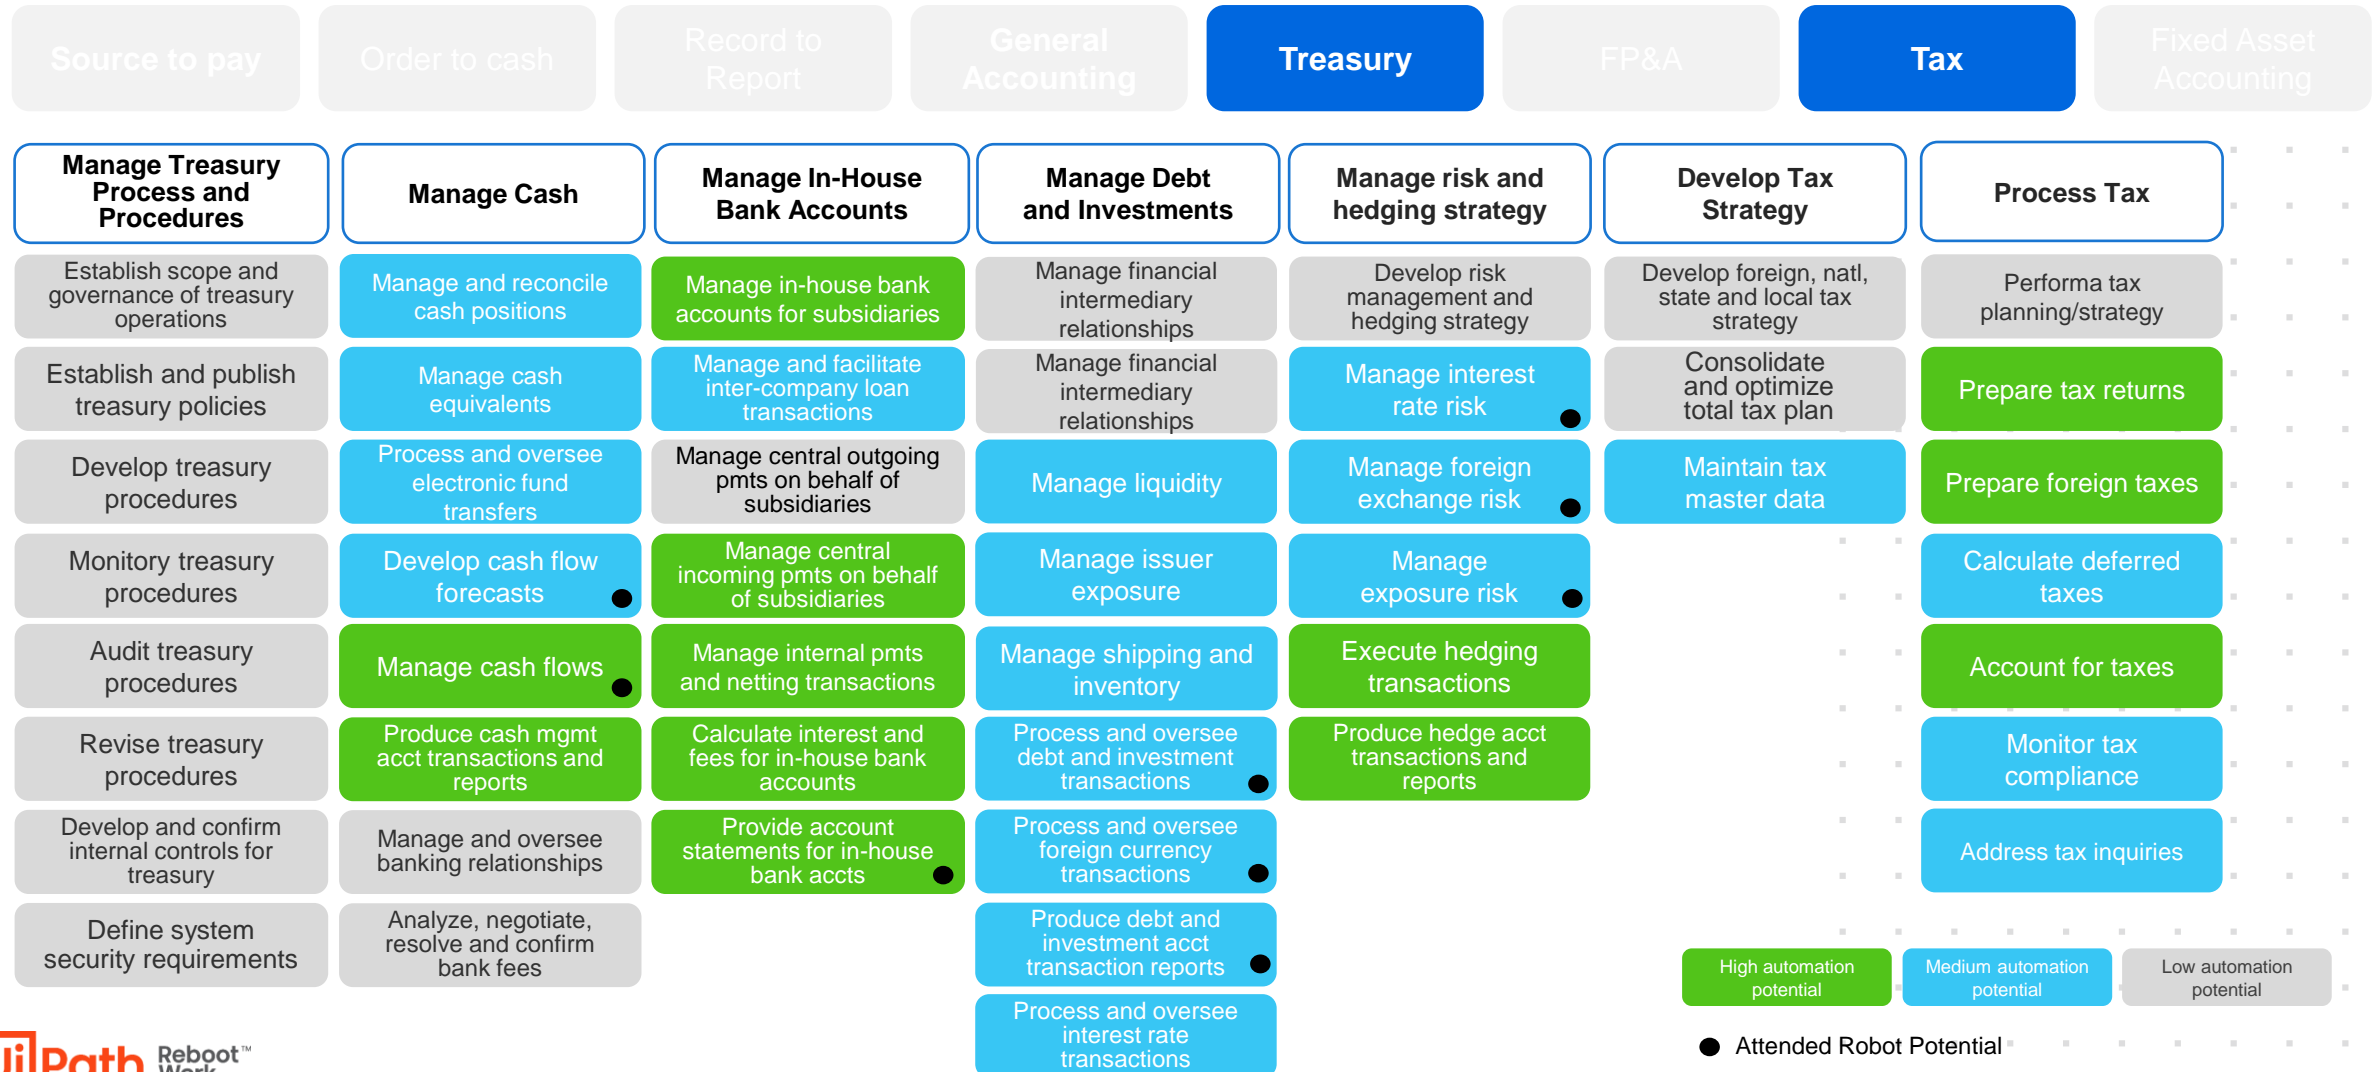 Source to pay
Order to cash
Record to
Report
General
Accounting
Treasury
FP&A
Tax
Fixed Asset
Accounting
Manage Treasury
Process and
Procedures
Establish scope and
governance of treasury
operations
Establish and publish
treasury policies
Develop treasury
procedures
Monitory treasury
procedures
Audit treasury
procedures
Revise treasury
procedures
Develop and confirm
internal controls for
treasury
Define system
security requirements
Manage Cash
Manage and reconcile
cash positions
Manage cash
equivalents
Process and oversee
electronic fund
transfers
Develop cash flow
forecasts
Manage cash flows
Produce cash mgmt
acct transactions and
reports
Manage and oversee
banking relationships
Analyze, negotiate,
resolve and confirm
bank fees
Manage In-House
Bank Accounts
Manage in-house bank
accounts for subsidiaries
Manage and facilitate
inter-company loan
transactions
Manage central outgoing
pmts on behalf of
subsidiaries
Manage central
incoming pmts on behalf
of subsidiaries
Manage internal pmts
and netting transactions
Calculate interest and
fees for in-house bank
accounts
Provide account
statements for in-house
bank accts
Manage Debt
and Investments
Manage financial
intermediary
relationships
Manage financial
intermediary
relationships
Manage liquidity
Manage issuer
exposure
Manage shipping and
inventory
Process and oversee
debt and investment
transactions
Process and oversee
foreign currency
transactions
Produce debt and
investment acct
transaction reports
Process and oversee
interest rate
transactions
Manage risk and
hedging strategy
Develop risk
management and
hedging strategy
Manage interest
rate risk
Manage foreign
exchange risk
Manage
exposure risk
Execute hedging
transactions
Produce hedge acct
transactions and
reports
Develop Tax
Strategy
Develop foreign, natl,
state and local tax
strategy
Consolidate
and optimize
total tax plan
Maintain tax
master data
Process Tax
Performa tax
planning/strategy
Prepare tax returns
Prepare foreign taxes
Calculate deferred
taxes
Account for taxes
Monitor tax
compliance
Address tax inquiries
High automation
potential
Medium automation
potential
Low automation
potential
Attended Robot Potential
UiPath
Reboot™
Work